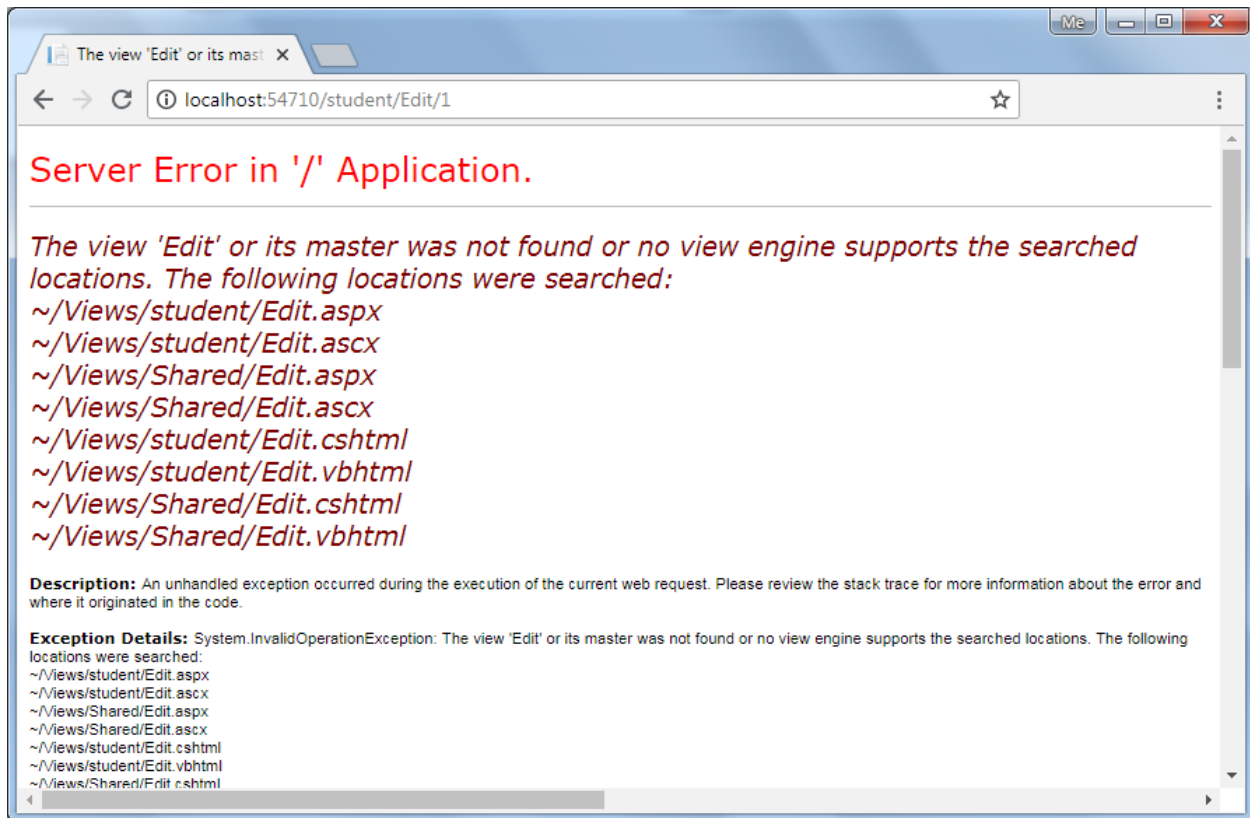 Me
The view 'Edit' or its mast
localhost:54710/student/Edit/1
Server Error in '/' Application.
The view 'Edit' or its master was not found or no view engine supports the searched
locations. The following locations were searched:
~/Views/student/Edit.aspx
~/Views/student/Edit.ascx
~/Views/Shared/Edit.aspx
~/Views/Shared/Edit.ascx
~/Views/student/Edit.cshtml
~/Views/student/Edit.vbhtml
~/Views/Shared/Edit.cshtml
~/Views/Shared/Edit.vbhtml
Description: An unhandled exception occurred during the execution of the current web request. Please review the stack trace for more information about the error and
where it originated in the code.
Exception Details: System.InvalidOperationException: The view 'Edit' or its master was not found or no view engine supports the searched locations. The following
locations were searched:
~/Views/student/Edit.aspx
~/Views/student/Edit.ascx
~/Views/Shared/Edit.aspx
~/Views/Shared/Edit.ascx
~/Views/student/Edit.cshtml
~/Views/student/Edit.vbhtml
~/Views/Shared/Edit.cshtml